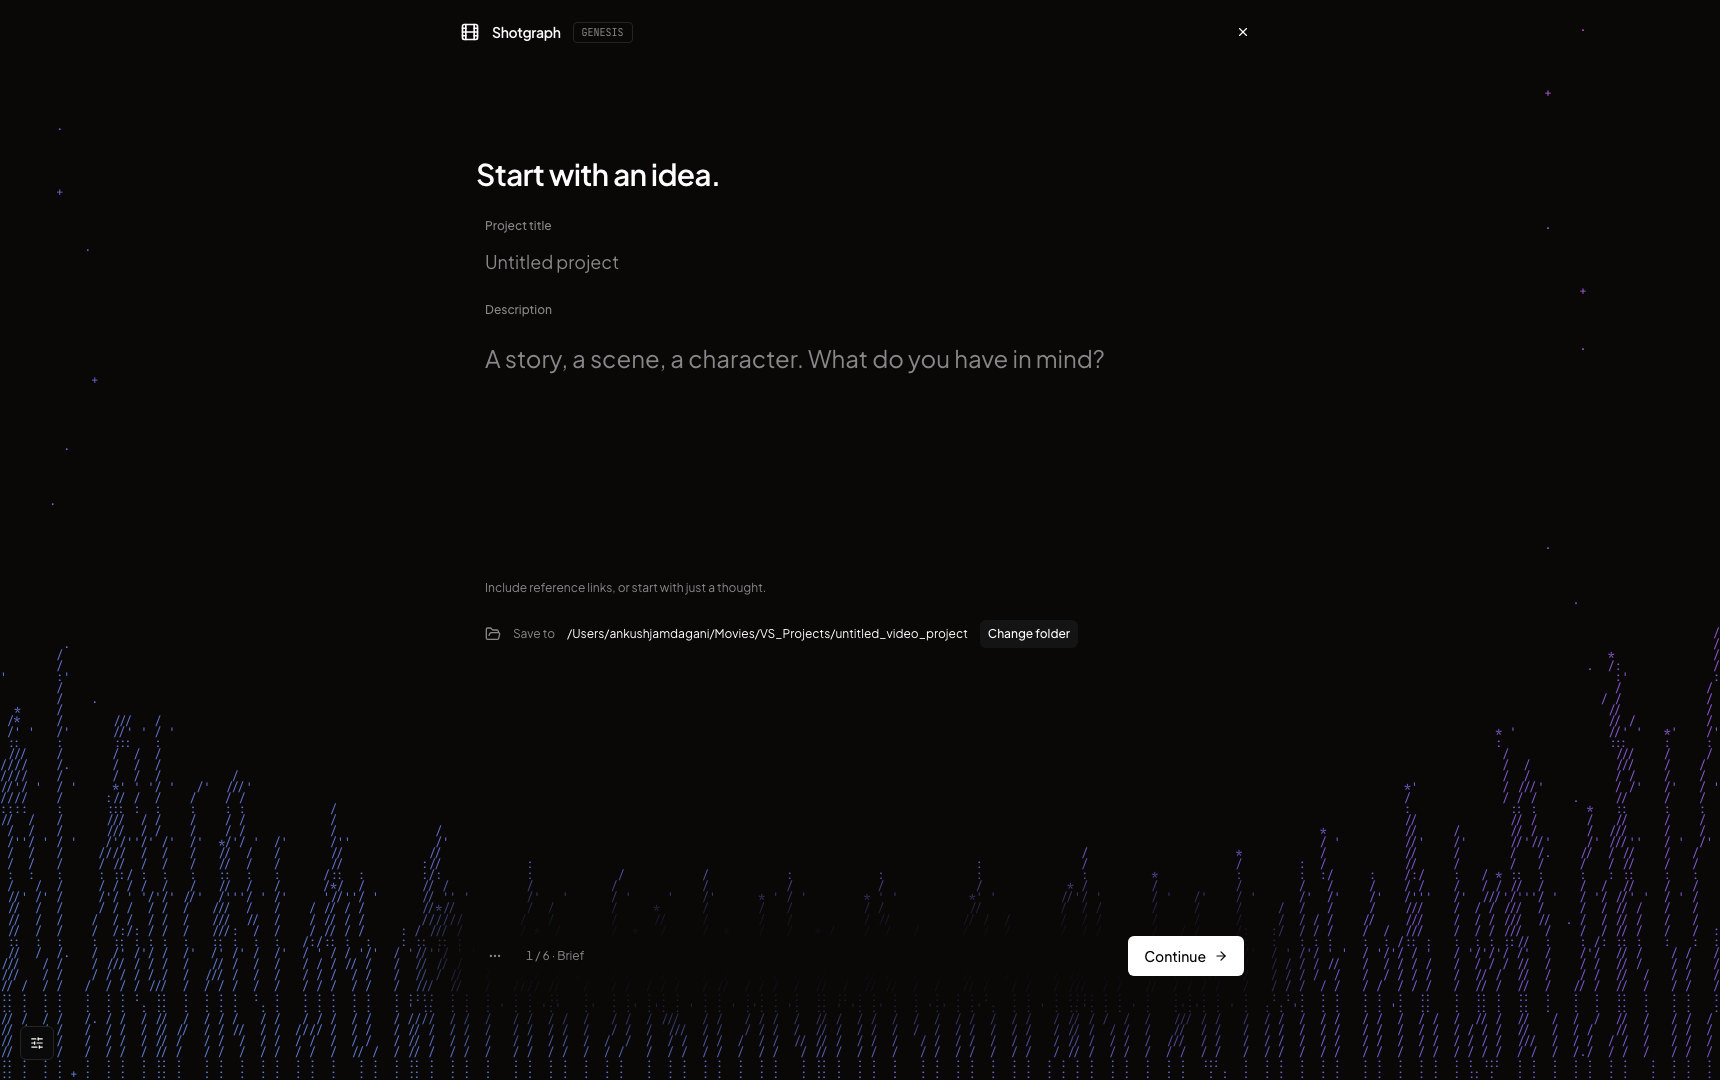 Shotgraph GENESIS
Start with an idea.
Project title
Untitled project
Description
A story, a scene, a character. What do you have in mind?
Include reference links, or start with just a thought.
Save to /Users/ankushjamdagani/Movies/VS_Projects/untitled_video_project Change folder
1 / 6 · Brief
Continue